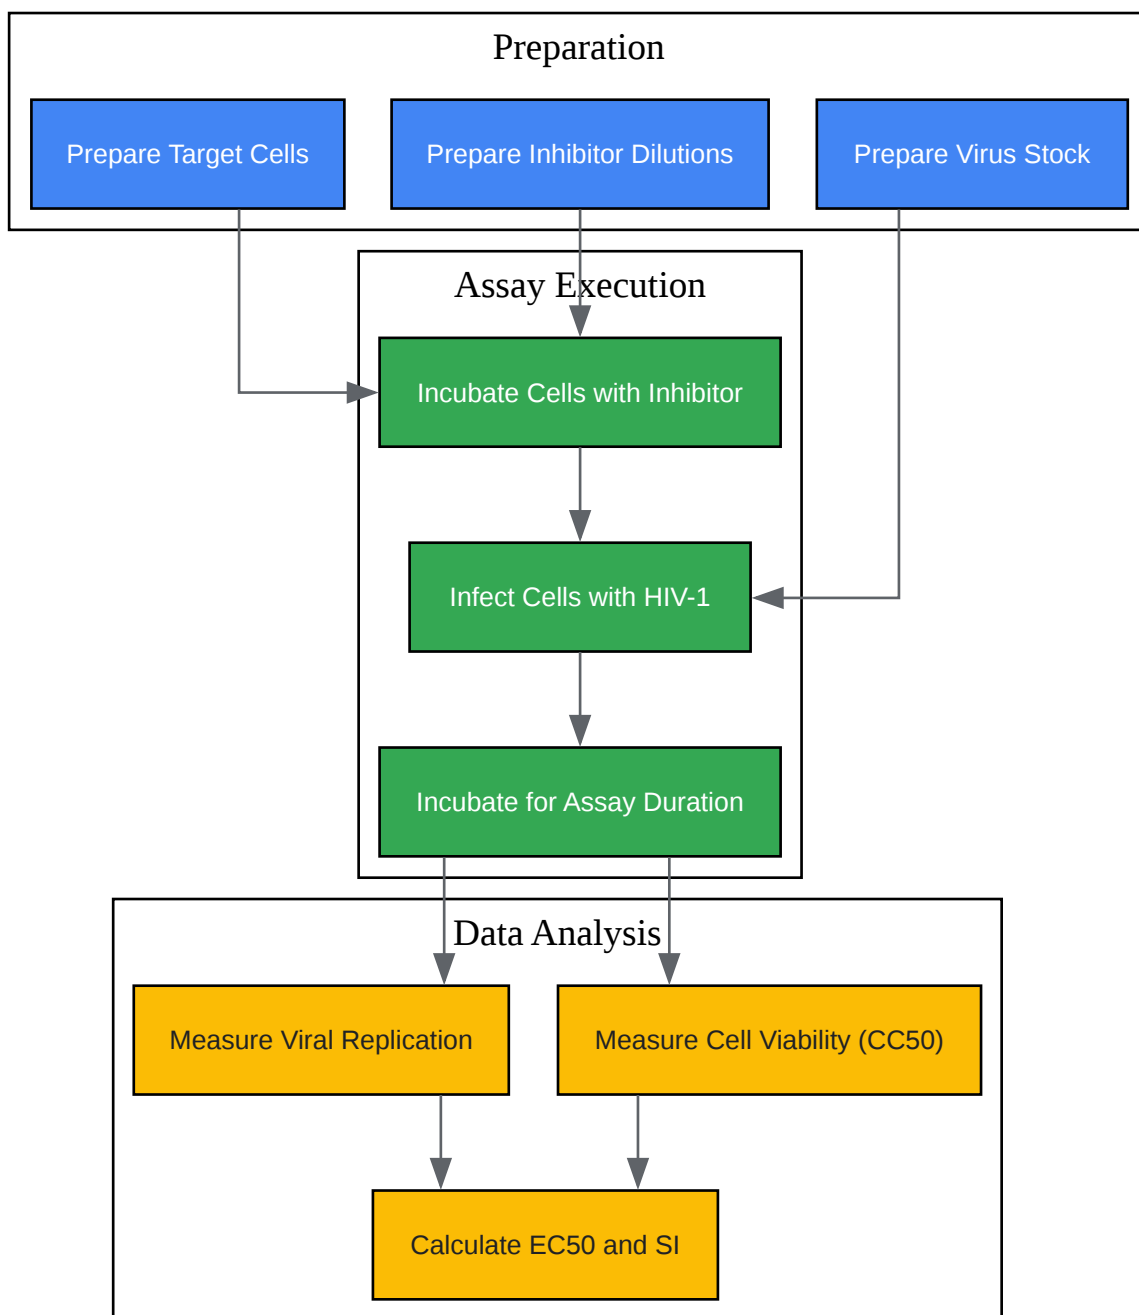 Preparation
Prepare Target Cells
Prepare Inhibitor Dilutions
Prepare Virus Stock
Assay Execution
Incubate Cells with Inhibitor
Infect Cells with HIV-1
Incubate for Assay Duration
Data Analysis
Measure Viral Replication
Measure Cell Viability (CC50)
Calculate EC50 and SI